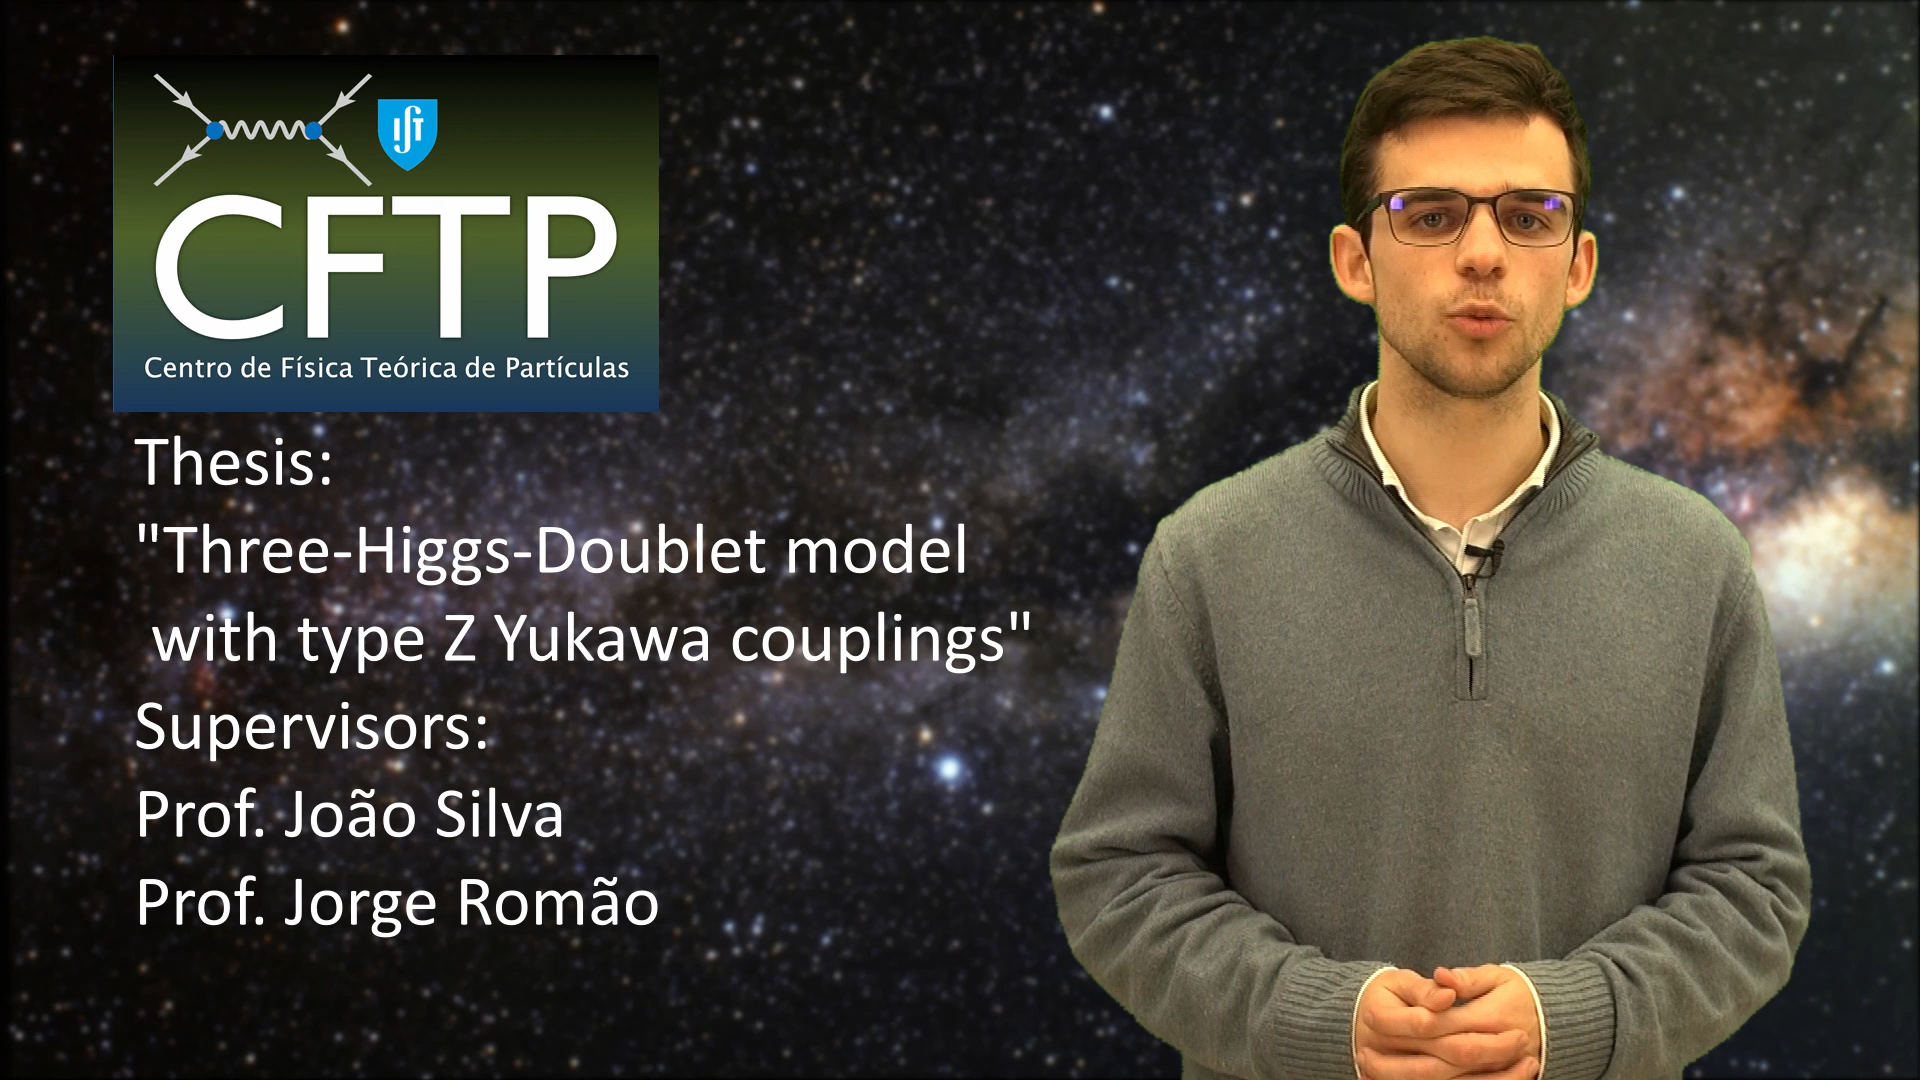 IST
CFTP
Centro de Física Teórica de Partículas
Thesis:
"Three-Higgs-Doublet model
with type Z Yukawa couplings"
Supervisors:
Prof. João Silva
Prof. Jorge Romão